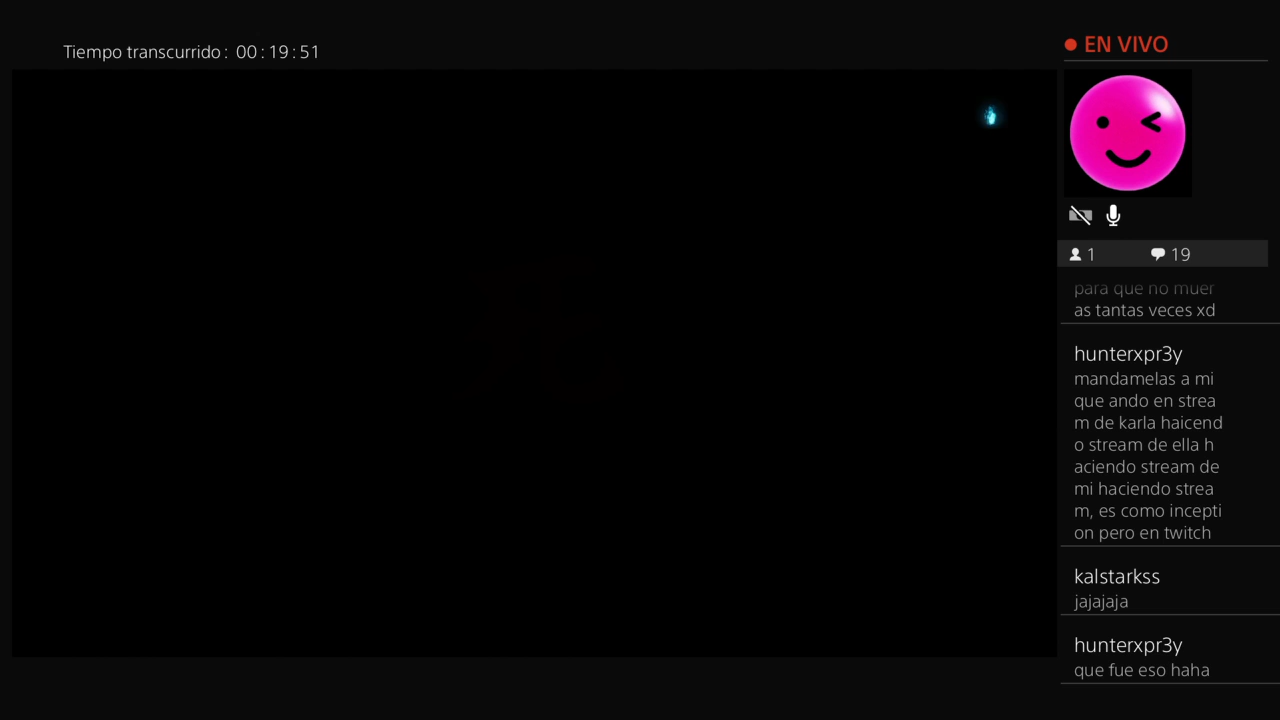 Tiempo transcurrido: 00:19:51
EN VIVO
1
19
para que no muer
as tantas veces xd
hunterxpr3y
mandamelas a mi
que ando en strea
m de karla haicend
o stream de ella h
aciendo stream de
mi haciendo strea
m, es como incepti
on pero en twitch
kalstarkss
jajajaja
hunterxpr3y
que fue eso haha
死